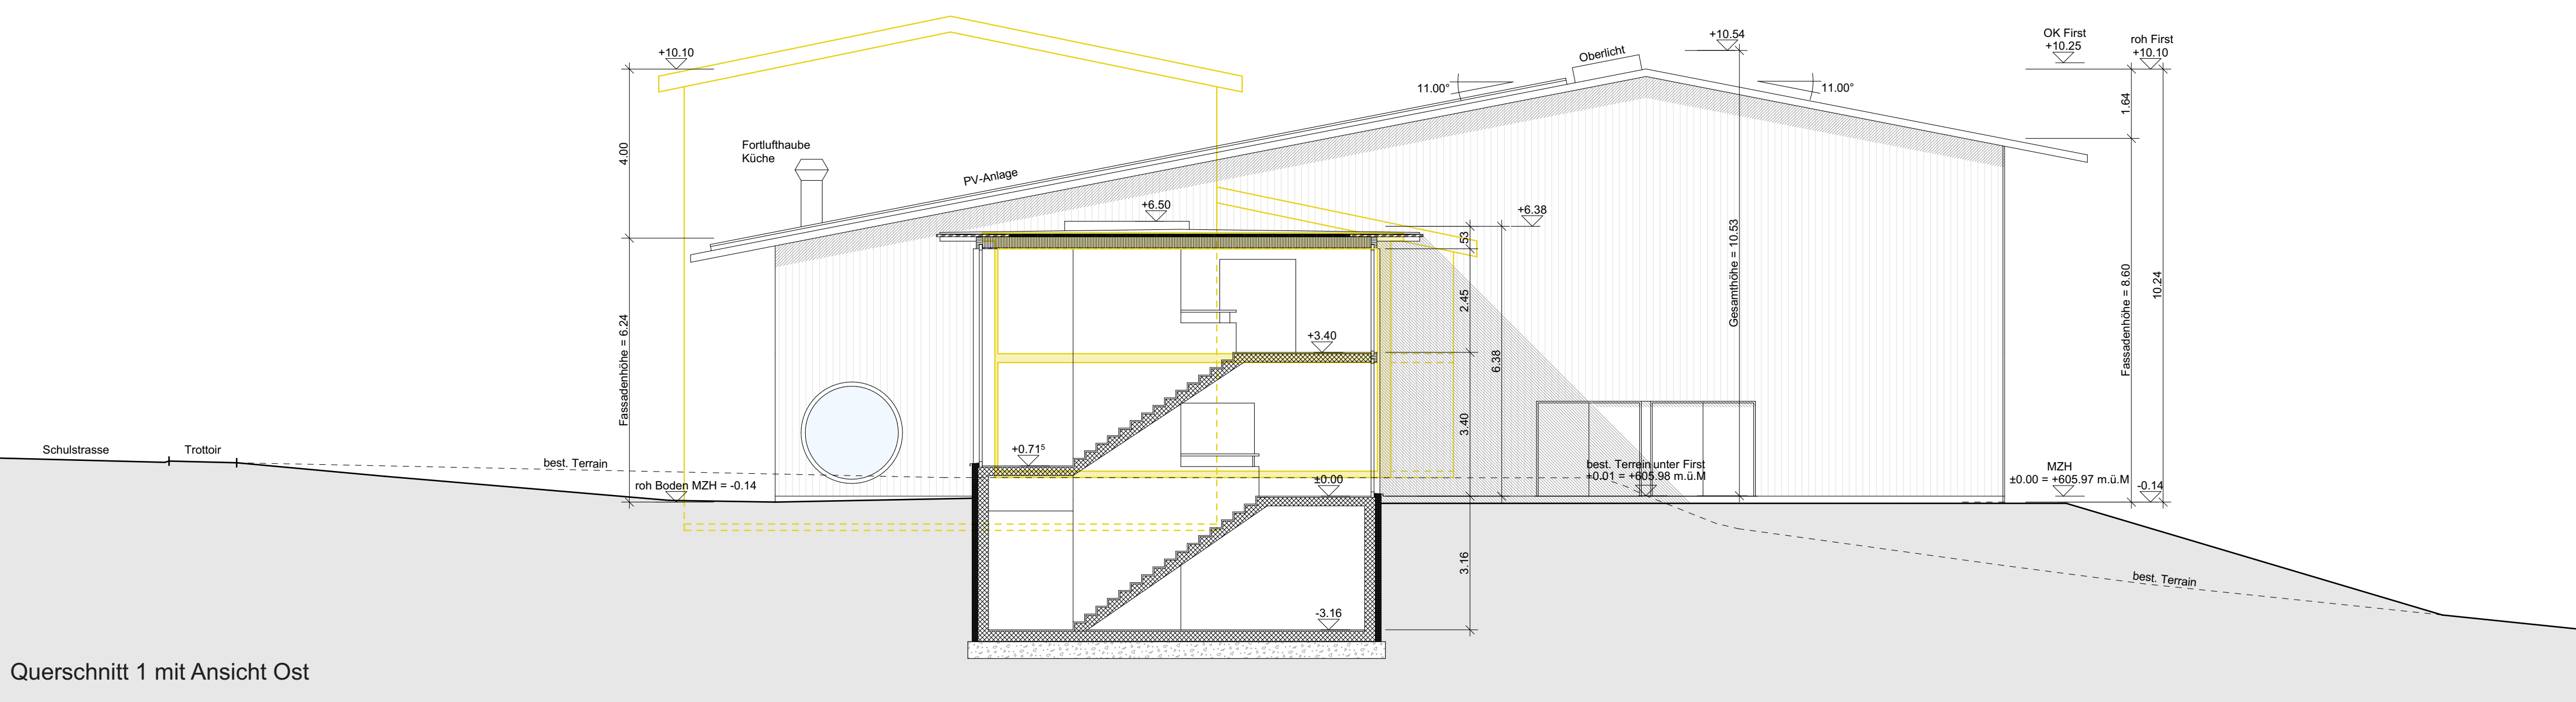 +10.10
4.00
Fassadenhöhe = 6.24
Fortlufthaube
Küche
PV-Anlage
+6.50
Oberlicht
11.00°
+10.54
11.00°
OK First
+10.25
roh First
+10.10
1.64
Fassadenhöhe = 8.60
10.24
Gesamthöhe = 10.53
+6.38
53
2.45
6.38
3.40
3.16
+3.40
+0.71⁵
±0.00
-3.16
Schulstrasse
Trottoir
best. Terrain
roh Boden MZH = -0.14
best. Terrein unter First
±0.01 = +605.98 m.ü.M
MZH
±0.00 = +605.97 m.ü.M
-0.14
best. Terrain
Querschnitt 1 mit Ansicht Ost